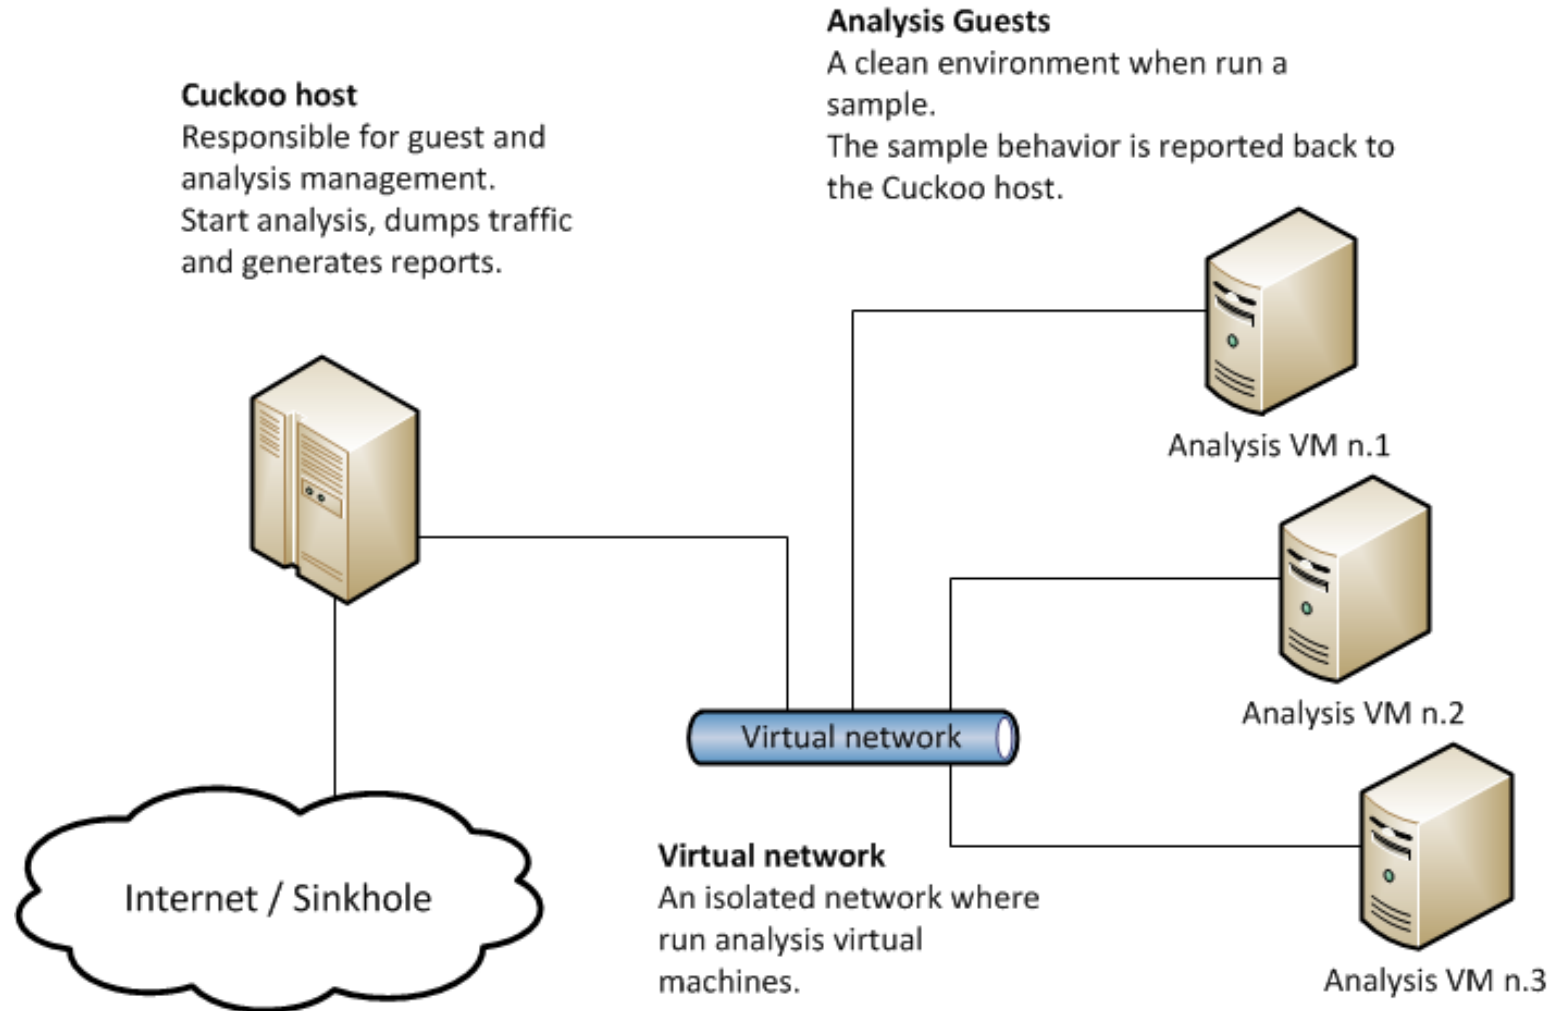 Cuckoo host
Responsible for guest and
analysis management.
Start analysis, dumps traffic
and generates reports.
Analysis Guests
A clean environment when run a
sample.
The sample behavior is reported back to
the Cuckoo host.
Analysis VM n.1
Analysis VM n.2
Virtual network
Virtual network
An isolated network where
run analysis virtual
machines.
Internet / Sinkhole
Analysis VM n.3